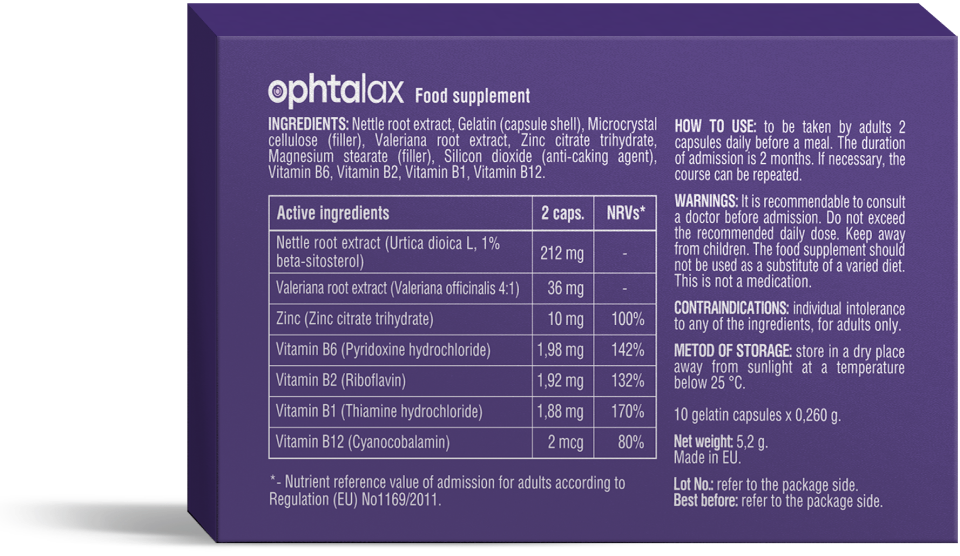 ophtalax Food supplement
INGREDIENTS: Nettle root extract, Gelatin (capsule shell), Microcrystal
cellulose (filler), Valeriana root extract, Zinc citrate trihydrate,
Magnesium stearate (filler), Silicon dioxide (anti-caking agent),
Vitamin B6, Vitamin B2, Vitamin B1, Vitamin B12.
Active ingredients 2 caps. NRVs*
Nettle root extract (Urtica dioica L, 1%
beta-sitosterol) 212 mg -
Valeriana root extract (Valeriana officinalis 4:1) 36 mg -
Zinc (Zinc citrate trihydrate) 10 mg 100%
Vitamin B6 (Pyridoxine hydrochloride) 1,98 mg 142%
Vitamin B2 (Riboflavin) 1,92 mg 132%
Vitamin B1 (Thiamine hydrochloride) 1,88 mg 170%
Vitamin B12 (Cyanocobalamin) 2 mcg 80%
*- Nutrient reference value of admission for adults according to
Regulation (EU) No1169/2011.
HOW TO USE: to be taken by adults 2
capsules daily before a meal. The duration
of admission is 2 months. If necessary, the
course can be repeated.
WARNINGS: It is recommendable to consult
a doctor before admission. Do not exceed
the recommended daily dose. Keep away
from children. The food supplement should
not be used as a substitute of a varied diet.
This is not a medication.
CONTRAINDICATIONS: individual intolerance
to any of the ingredients, for adults only.
METOD OF STORAGE: store in a dry place
away from sunlight at a temperature
below 25 °C.
10 gelatin capsules x 0,260 g.
Net weight: 5,2 g.
Made in EU.
Lot No.: refer to the package side.
Best before: refer to the package side.